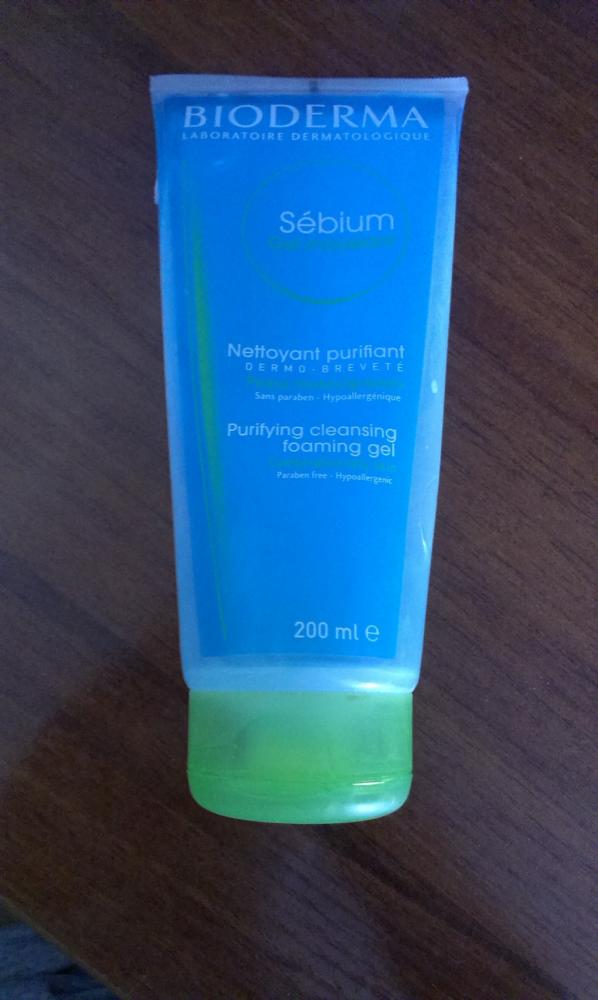 BIODERMA
LABORATOIRE DERMATOLOGIQUE
Sébium
Nettoyant purifiant
DERMO-BREVETÉ
Sans paraben - Hypoallergénique
Purifying cleansing
foaming gel
Paraben free - Hypoallergenic
200 ml e